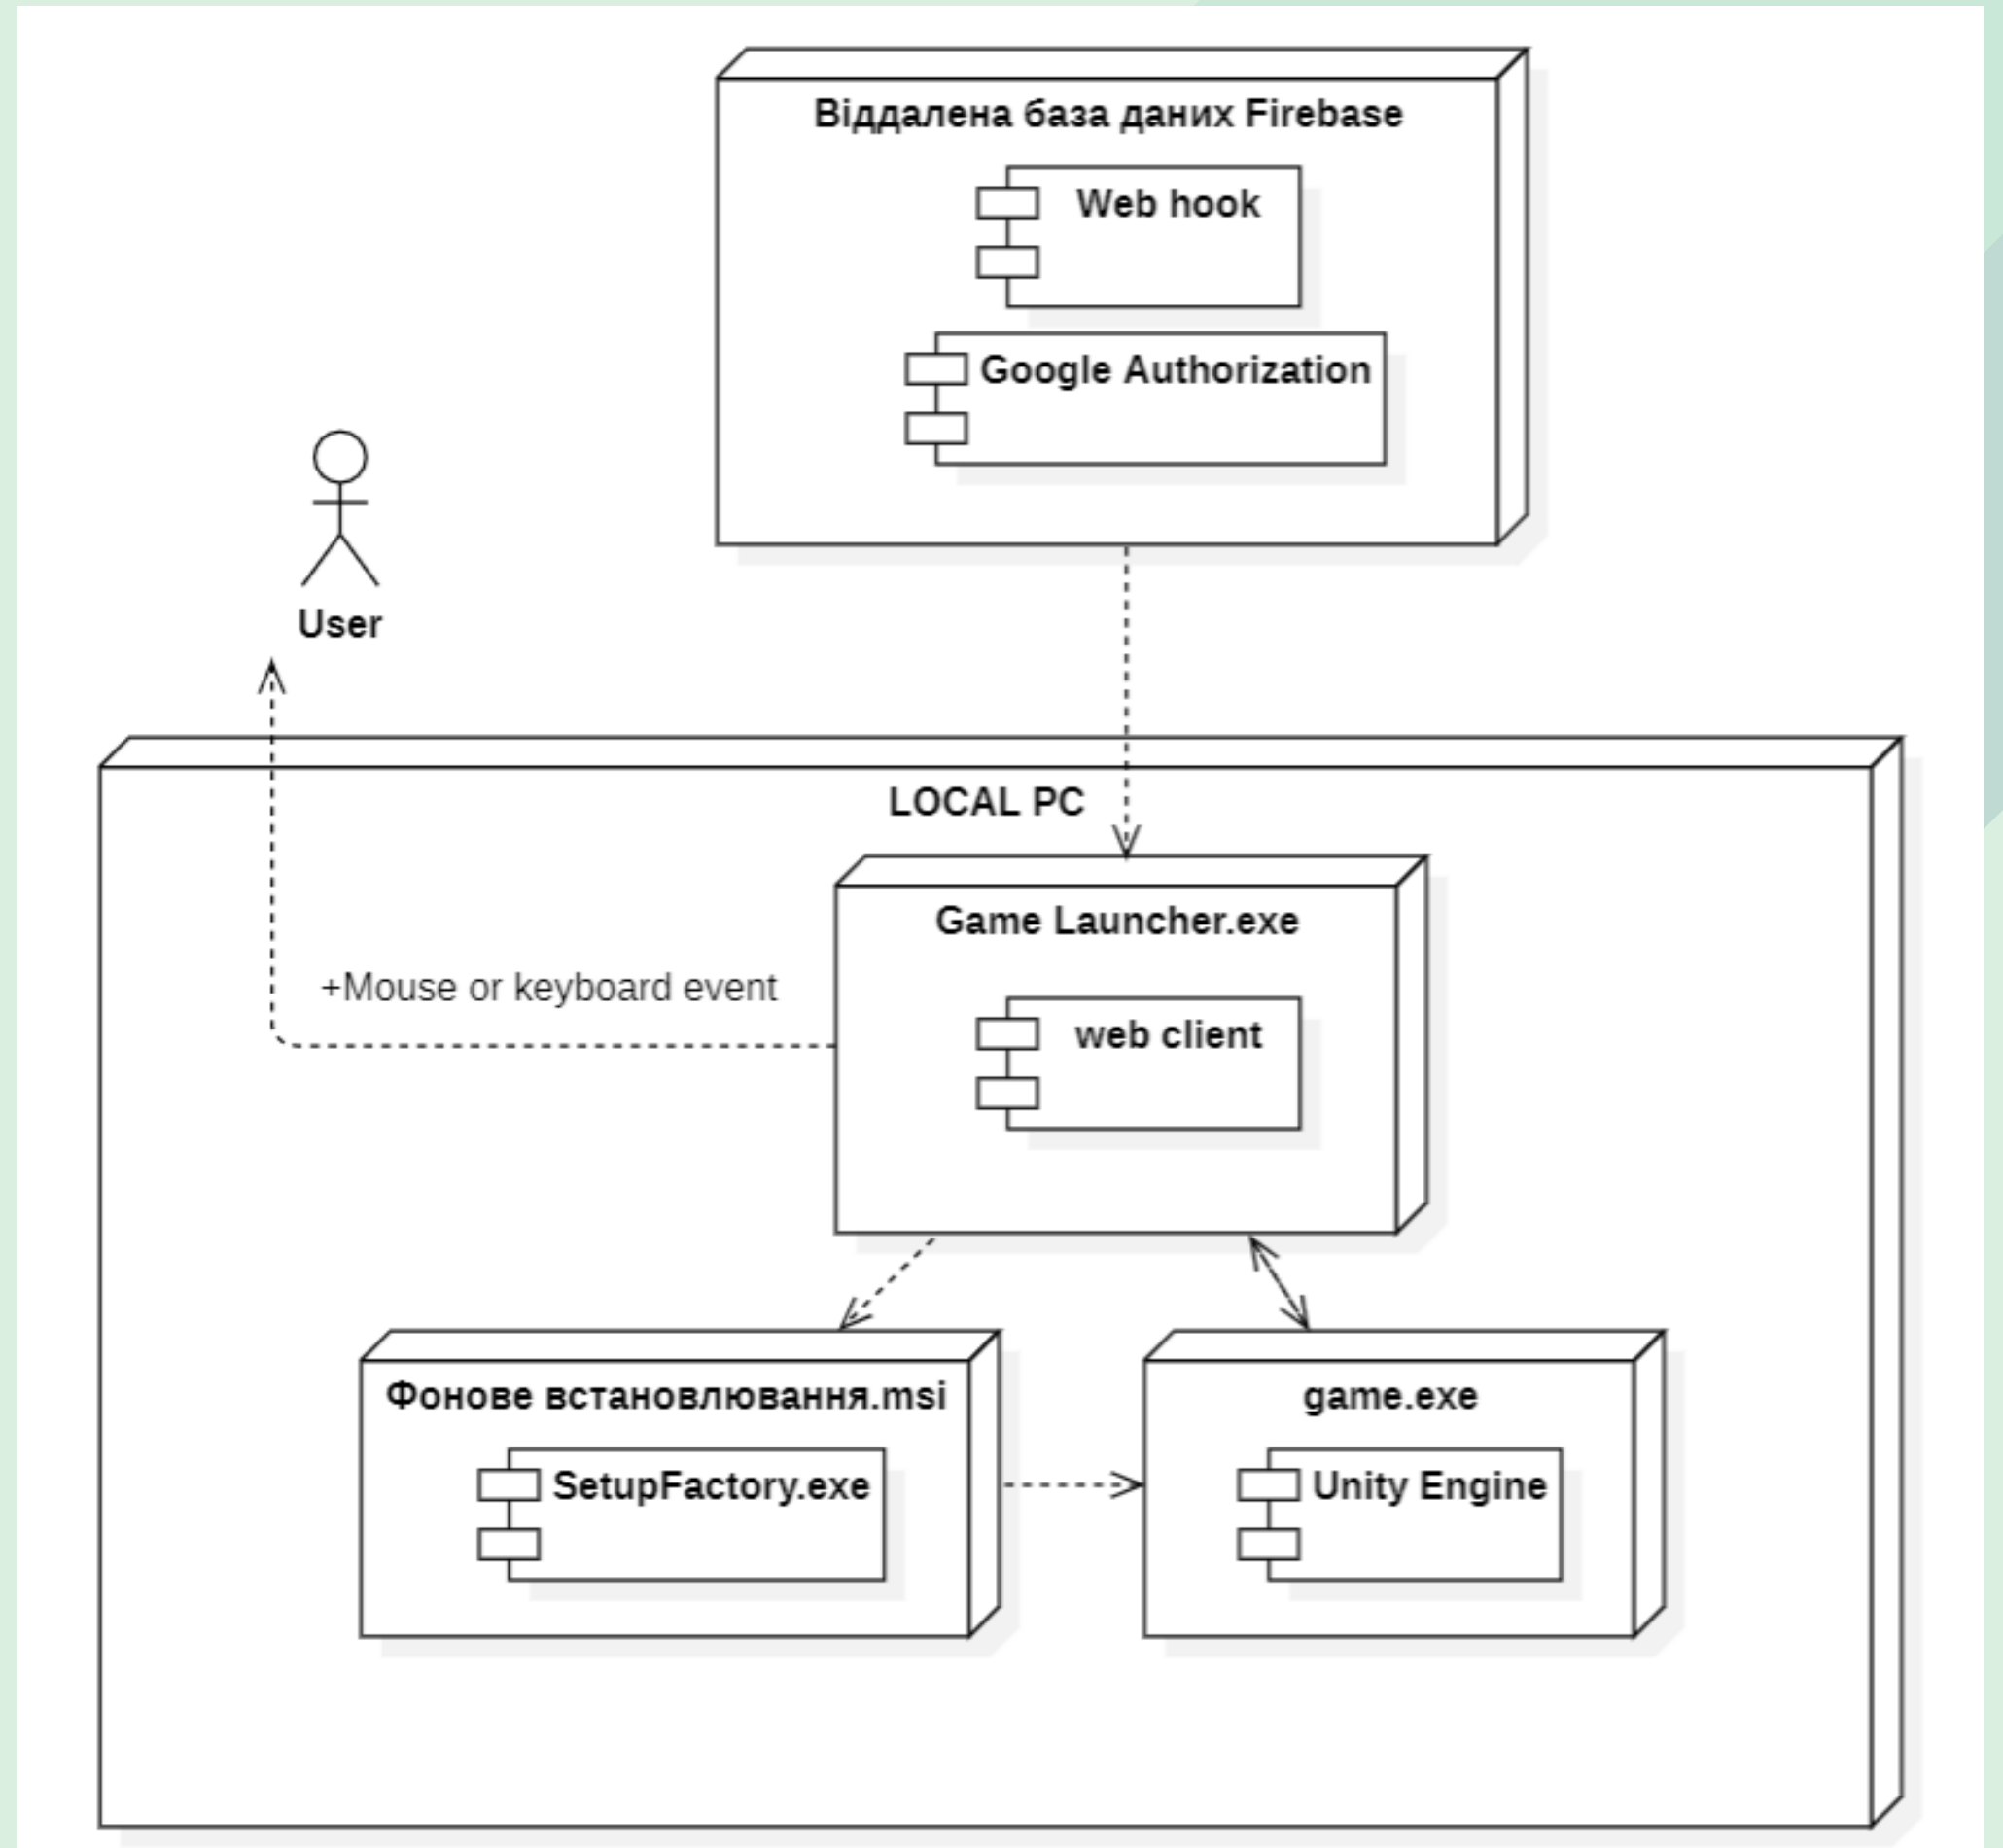 Віддалена база даних Firebase
Web hook
Google Authorization
User
LOCAL PC
Game Launcher.exe
+Mouse or keyboard event
web client
Фонове встановлювання.msi
game.exe
SetupFactory.exe
Unity Engine